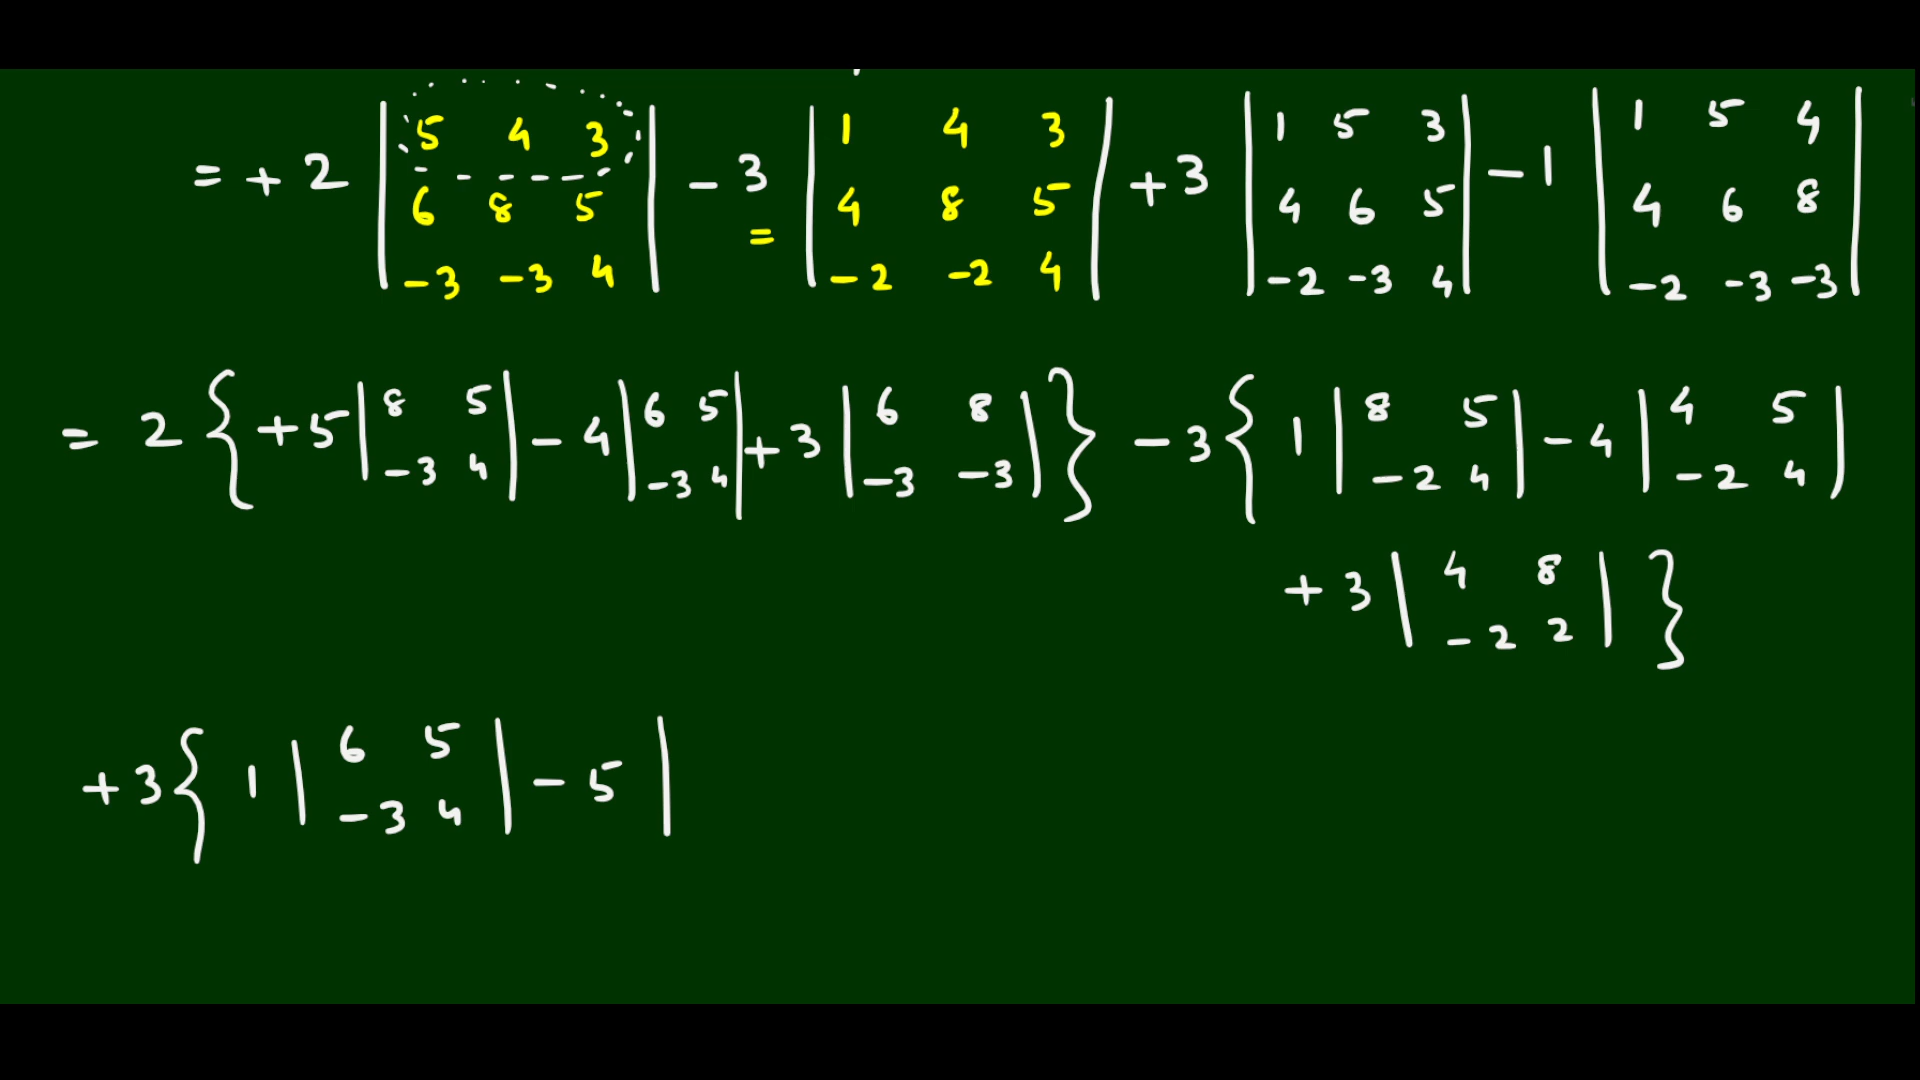 = + 2 | 5 4 3 | - 3 | 1 4 3 | + 3 | 1 5 3 | - 1 | 1 5 4 |
6 8 5 = 4 8 5 4 6 5 4 6 8
-3 -3 4 -2 -2 4 -2 -3 4 -2 -3 -3
= 2 { +5 | 8 5 | - 4 | 6 5 | + 3 | 6 8 | } - 3 { 1 | 8 5 | - 4 | 4 5 |
-3 4 -3 4 -3 -3 -2 4 -2 4
+ 3 | 4 8 | }
-2 2
+ 3 { 1 | 6 5 | - 5 |
-3 4